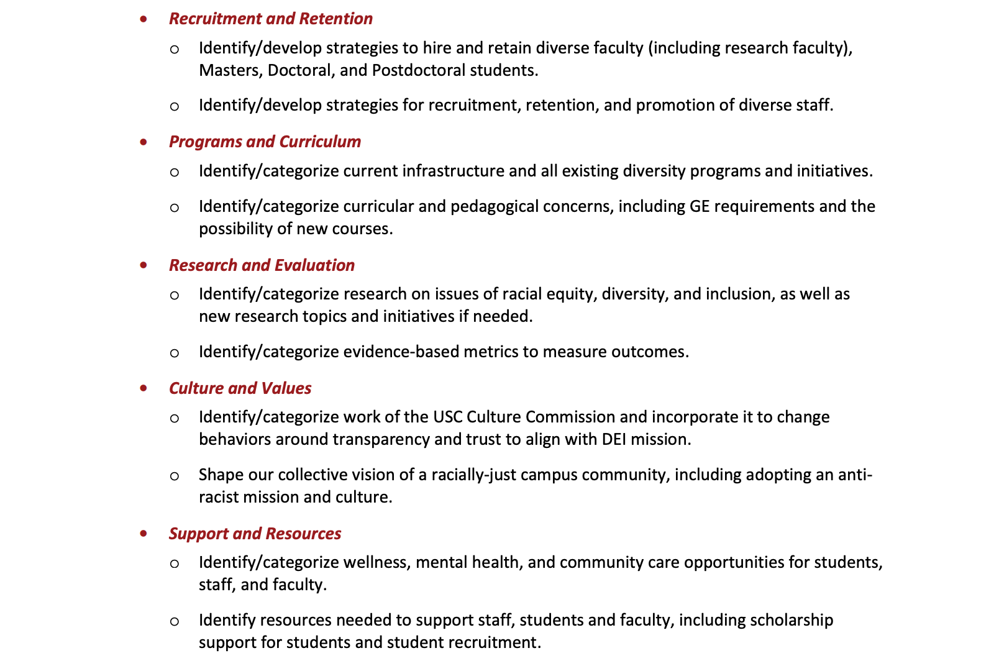 • Recruitment and Retention
o Identify/develop strategies to hire and retain diverse faculty (including research faculty),
Masters, Doctoral, and Postdoctoral students.
o Identify/develop strategies for recruitment, retention, and promotion of diverse staff.
• Programs and Curriculum
o Identify/categorize current infrastructure and all existing diversity programs and initiatives.
o Identify/categorize curricular and pedagogical concerns, including GE requirements and the
possibility of new courses.
• Research and Evaluation
o Identify/categorize research on issues of racial equity, diversity, and inclusion, as well as
new research topics and initiatives if needed.
o Identify/categorize evidence-based metrics to measure outcomes.
• Culture and Values
o Identify/categorize work of the USC Culture Commission and incorporate it to change
behaviors around transparency and trust to align with DEI mission.
o Shape our collective vision of a racially-just campus community, including adopting an anti-
racist mission and culture.
• Support and Resources
o Identify/categorize wellness, mental health, and community care opportunities for students,
staff, and faculty.
o Identify resources needed to support staff, students and faculty, including scholarship
support for students and student recruitment.